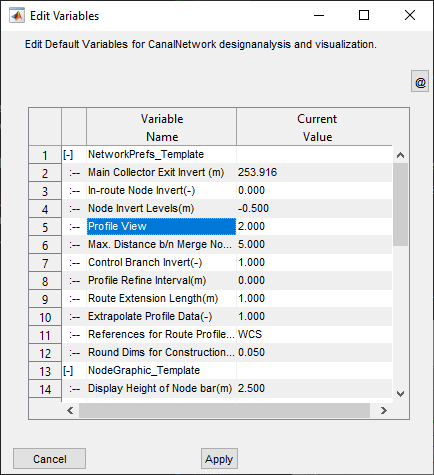 Edit Variables
Edit Default Variables for CanalNetwork designanalysis and visualization.
@
Variable Name Current Value
1 [-] NetworkPrefs_Template
2 :-- Main Collector Exit Invert (m) 253.916
3 :-- In-route Node Invert(-) 0.000
4 :-- Node Invert Levels(m) -0.500
5 :-- Profile View 2.000
6 :-- Max. Distance b/n Merge No... 5.000
7 :-- Control Branch Invert(-) 1.000
8 :-- Profile Refine Interval(m) 0.000
9 :-- Route Extension Length(m) 1.000
10 :-- Extrapolate Profile Data(-) 1.000
11 :-- References for Route Profile... WCS
12 :-- Round Dims for Construction... 0.050
13 [-] NodeGraphic_Template
14 :-- Display Height of Node bar(m) 2.500
Cancel Apply